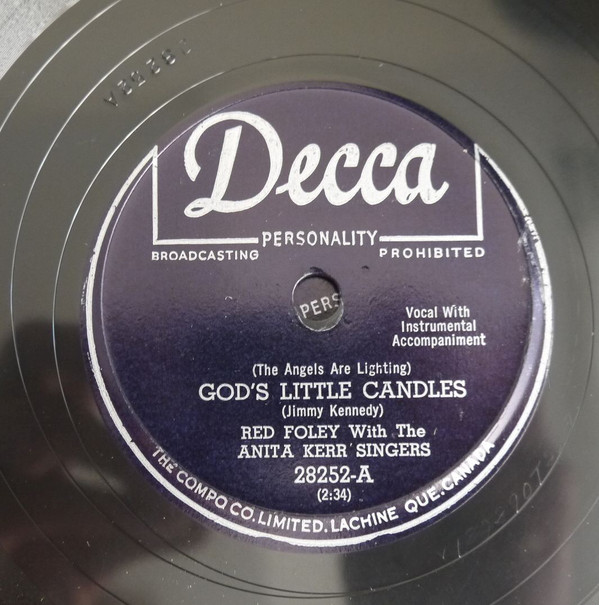 Decca
PERSONALITY
BROADCASTING PROHIBITED
PERS
Vocal With
Instrumental
Accompaniment
(The Angels Are Lighting)
GOD'S LITTLE CANDLES
(Jimmy Kennedy)
RED FOLEY With The
ANITA KERR SINGERS
28252-A
(2:34)
THE COMPO CO. LIMITED. LACHINE QUE. CANADA